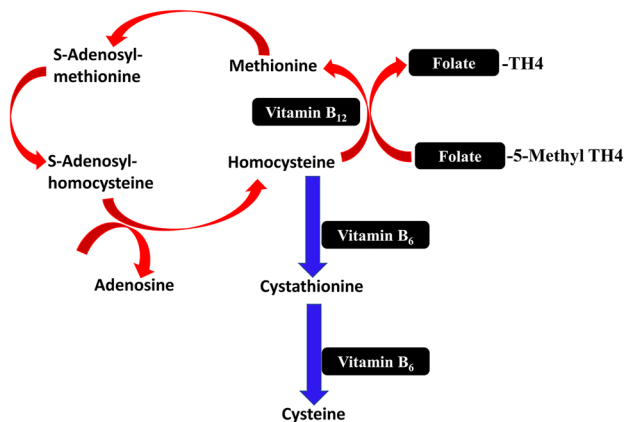 S-Adenosyl-
methionine
Methionine
Folate -TH4
Vitamin B₁₂
S-Adenosyl-
homocysteine
Homocysteine
Folate -5-Methyl TH4
Vitamin B₆
Adenosine
Cystathionine
Vitamin B₆
Cysteine